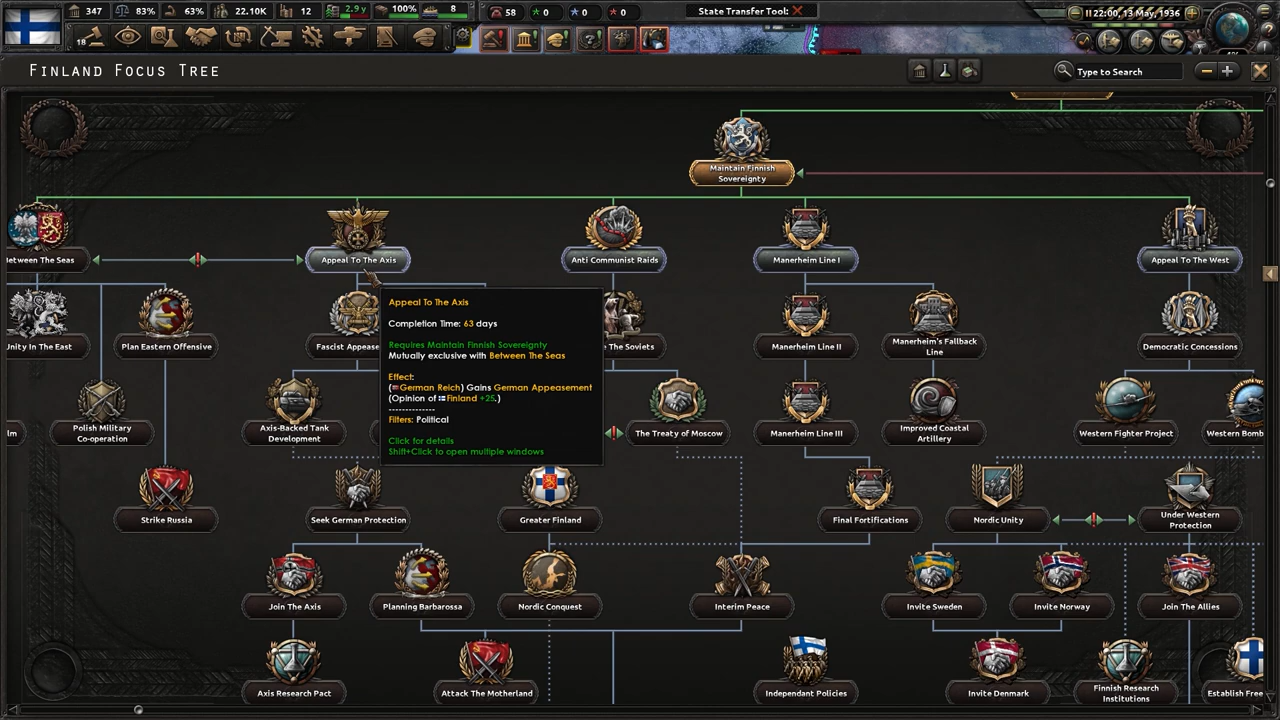 347
83%
63%
22.10K
12
2.9 y
100%
8
58
0
0
0
State Transfer Tool:
22:00, 13 May, 1936
18
FINLAND FOCUS TREE
Type to Search
Maintain Finnish
Sovereignty
Between The Seas
Appeal To The Axis
Anti Communist Raids
Manerheim Line I
Appeal To The West
Unity In The East
Plan Eastern Offensive
Fascist Appease
The Soviets
Manerheim Line II
Manerheim's Fallback
Line
Democratic Concessions
Appeal To The Axis
Completion Time: 63 days
Requires Maintain Finnish Sovereignty
Mutually exclusive with Between The Seas
Effect:
(German Reich) Gains German Appeasement
(Opinion of Finland +25.)
--------------
Filters: Political
Click for details
Shift+Click to open multiple windows
lm
Polish Military
Co-operation
Axis-Backed Tank
Development
The Treaty of Moscow
Manerheim Line III
Improved Coastal
Artillery
Western Fighter Project
Western Bomb
Strike Russia
Seek German Protection
Greater Finland
Final Fortifications
Nordic Unity
Under Western
Protection
Join The Axis
Planning Barbarossa
Nordic Conquest
Interim Peace
Invite Sweden
Invite Norway
Join The Allies
Axis Research Pact
Attack The Motherland
Independant Policies
Invite Denmark
Finnish Research
Institutions
Establish Free